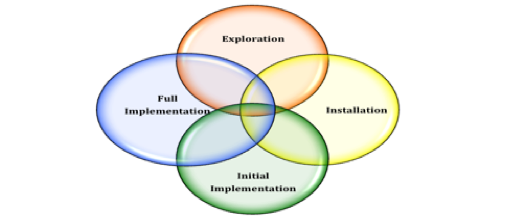 Exploration
Full
Implementation
Installation
Initial
Implementation